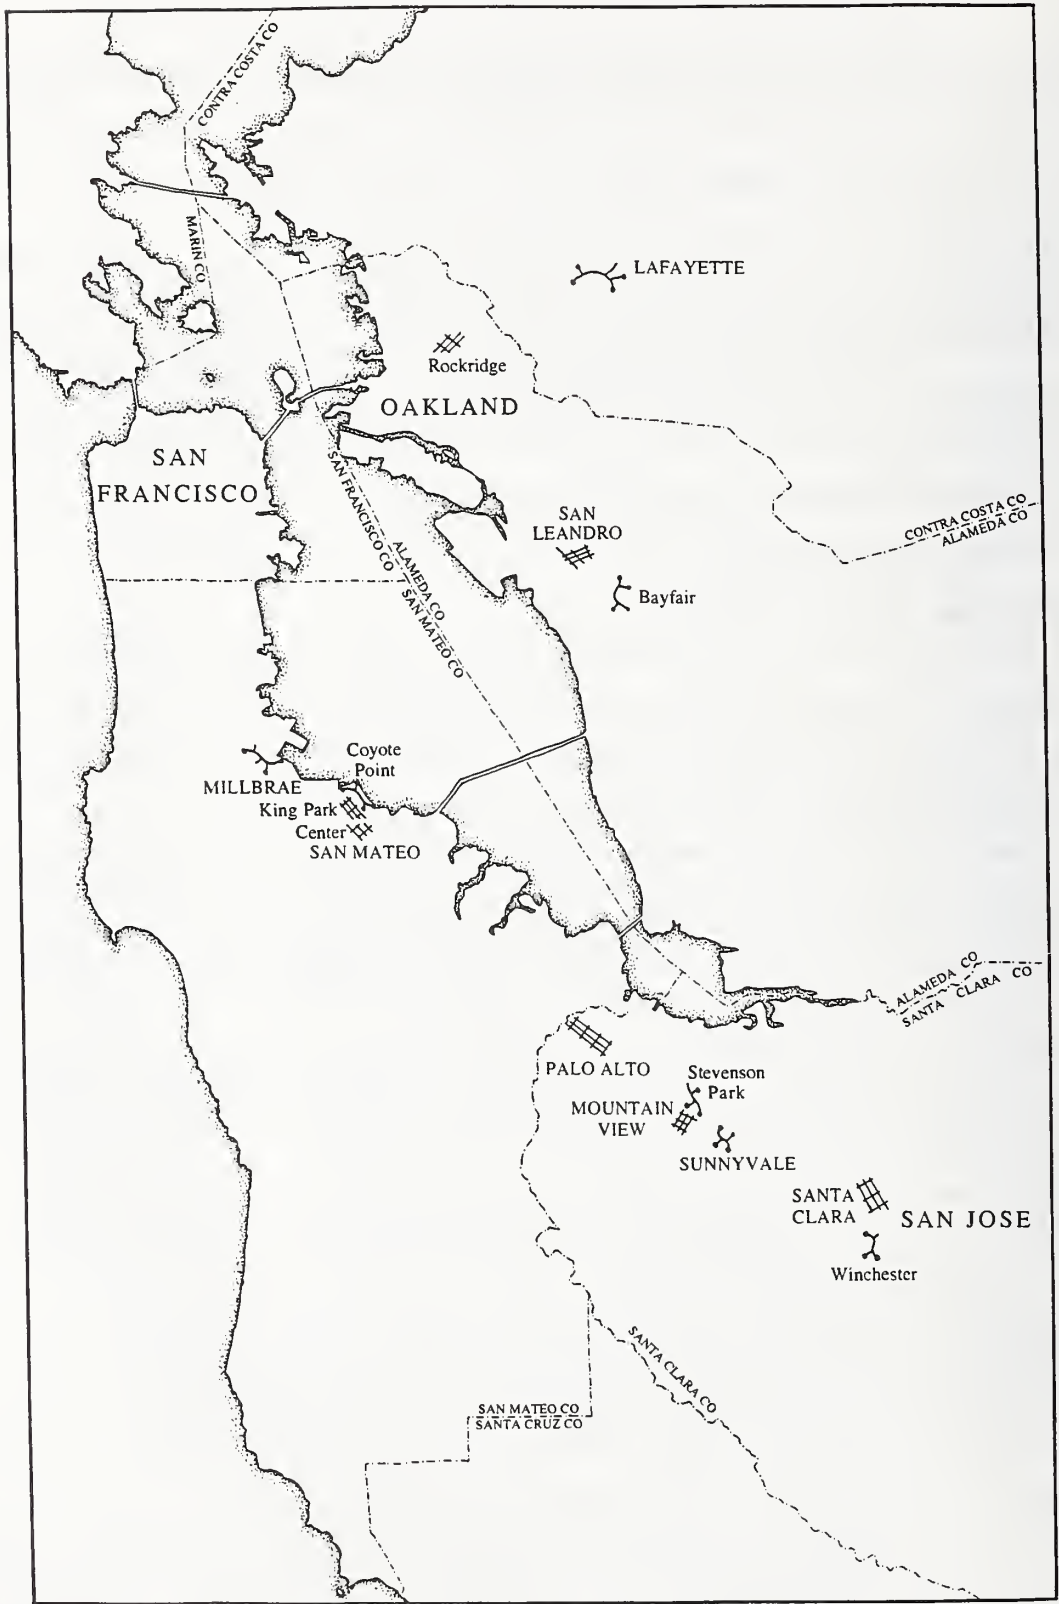 CONTRA COSTA CO
MARIN CO
LAFAYETTE
Rockridge
OAKLAND
SAN
FRANCISCO
SAN FRANCISCO CO
ALAMEDA CO
SAN MATEO CO
SAN
LEANDRO
CONTRA COSTA CO
ALAMEDA CO
Bayfair
Coyote
Point
MILLBRAE
King Park
Center
SAN MATEO
ALAMEDA CO
SANTA CLARA CO
PALO ALTO
Stevenson
Park
MOUNTAIN
VIEW
SUNNYVALE
SANTA
CLARA
SAN JOSE
Winchester
SANTA CLARA CO
SAN MATEO CO
SANTA CRUZ CO